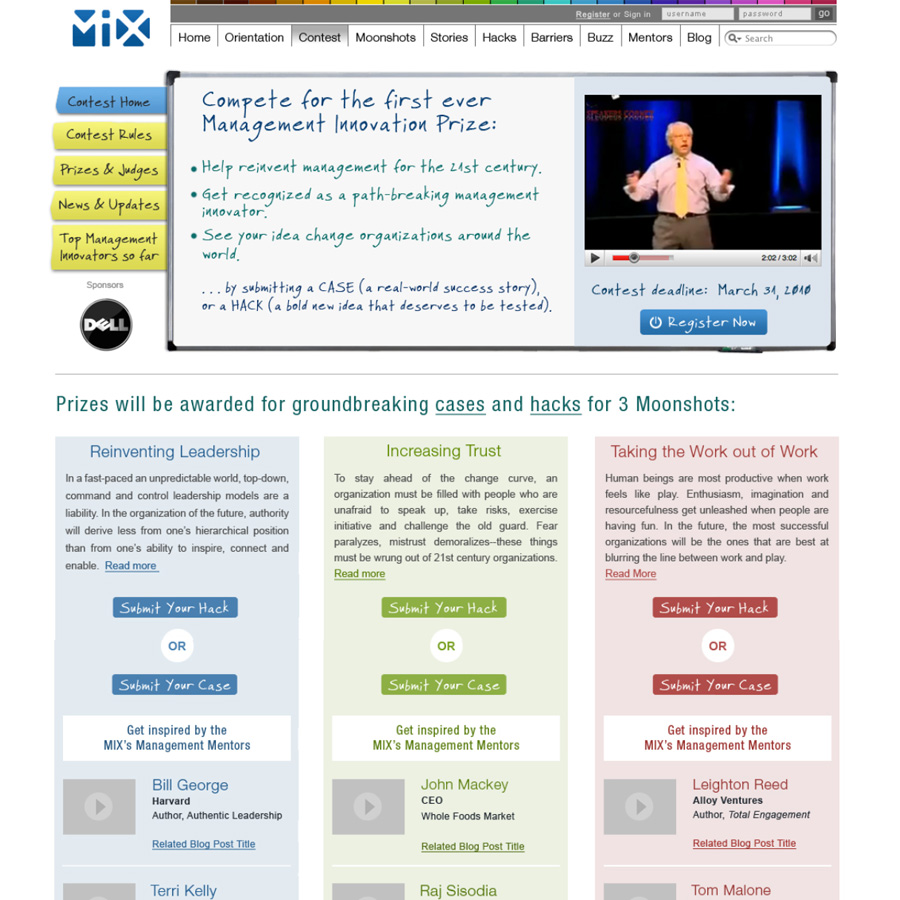 MiX
Register or Sign in username password go
Home Orientation Contest Moonshots Stories Hacks Barriers Buzz Mentors Blog Search
Contest Home
Contest Rules
Prizes & Judges
News & Updates
Top Management
Innovators so far
Sponsors
DELL
Compete for the first ever
Management Innovation Prize:
• Help reinvent management for the 21st century.
• Get recognized as a path-breaking management
innovator.
• See your idea change organizations around the
world.
... by submitting a CASE (a real-world success story),
or a HACK (a bold new idea that deserves to be tested).
2:02 / 3:02
Contest deadline: March 31, 2010
Register Now
Prizes will be awarded for groundbreaking cases and hacks for 3 Moonshots:
Reinventing Leadership
In a fast-paced an unpredictable world, top-down,
command and control leadership models are a
liability. In the organization of the future, authority
will derive less from one's hierarchical position
than from one's ability to inspire, connect and
enable. Read more
Submit Your Hack
OR
Submit Your Case
Get inspired by the
MIX's Management Mentors
Bill George
Harvard
Author, Authentic Leadership
Related Blog Post Title
Terri Kelly
Increasing Trust
To stay ahead of the change curve, an
organization must be filled with people who are
unafraid to speak up, take risks, exercise
initiative and challenge the old guard. Fear
paralyzes, mistrust demoralizes--these things
must be wrung out of 21st century organizations.
Read more
Submit Your Hack
OR
Submit Your Case
Get inspired by the
MIX's Management Mentors
John Mackey
CEO
Whole Foods Market
Related Blog Post Title
Raj Sisodia
Taking the Work out of Work
Human beings are most productive when work
feels like play. Enthusiasm, imagination and
resourcefulness get unleashed when people are
having fun. In the future, the most successful
organizations will be the ones that are best at
blurring the line between work and play.
Read More
Submit Your Hack
OR
Submit Your Case
Get inspired by the
MIX's Management Mentors
Leighton Reed
Alloy Ventures
Author, Total Engagement
Related Blog Post Title
Tom Malone